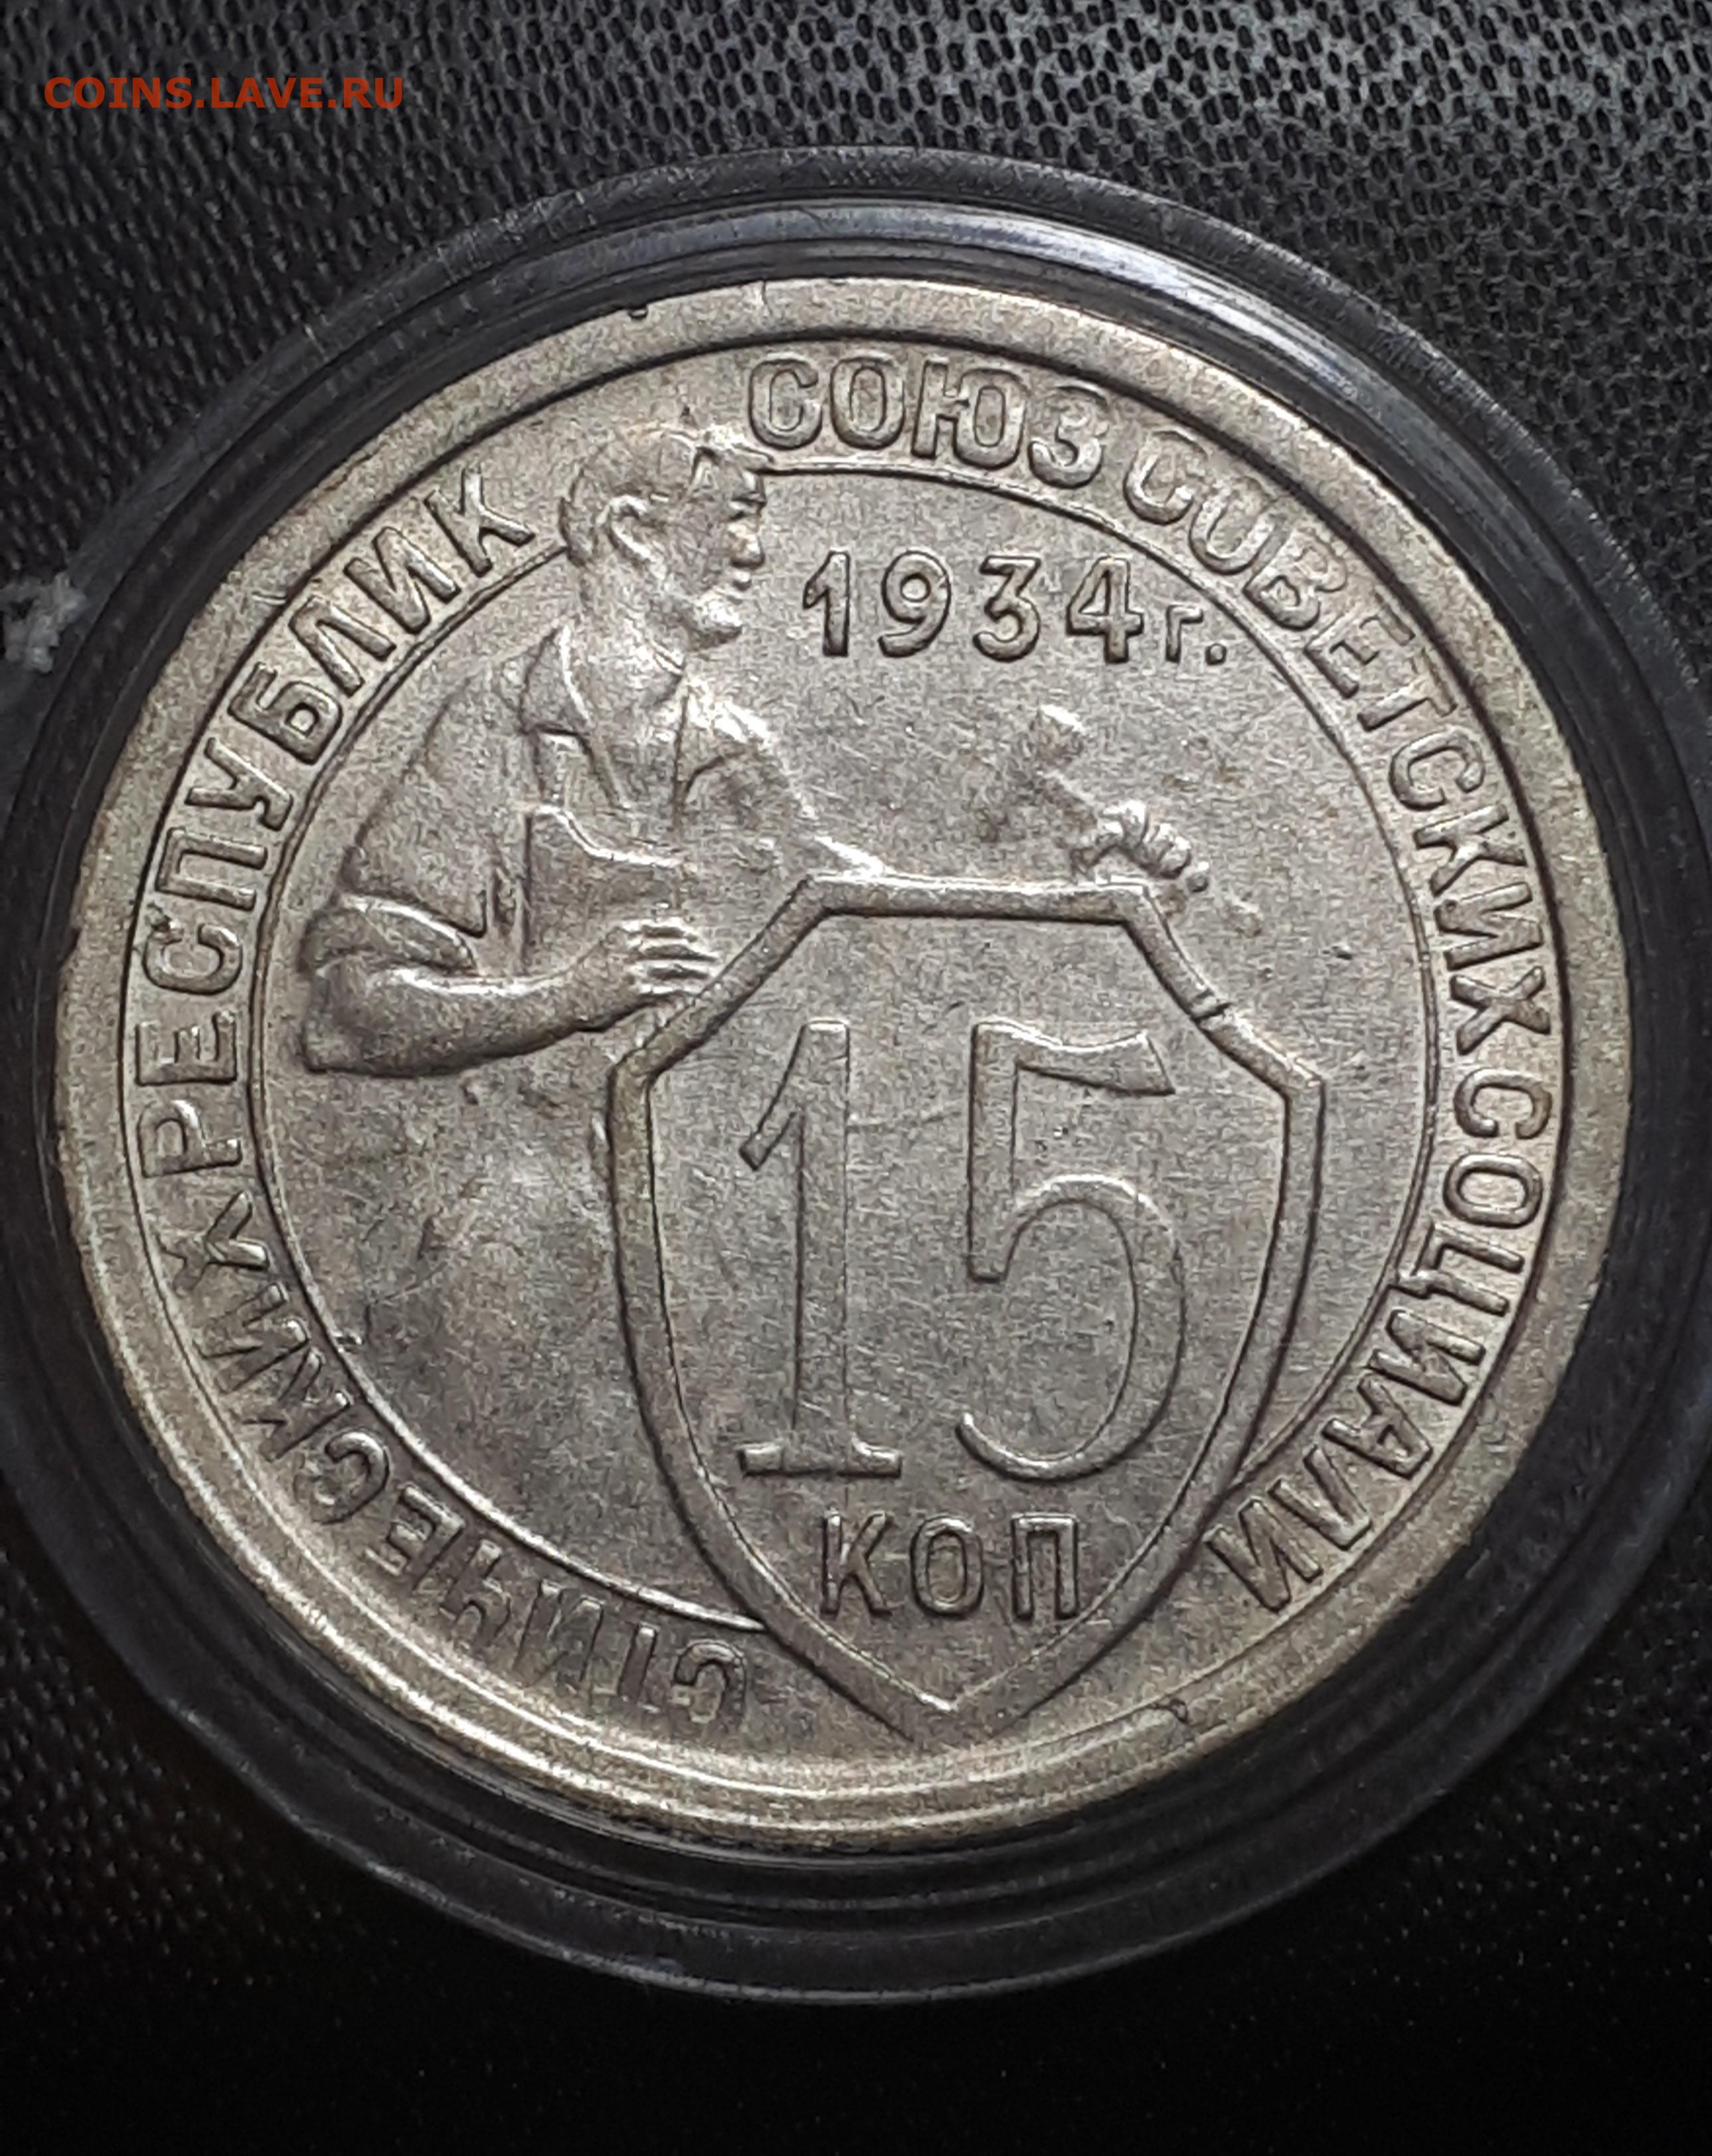 COINS.LAVE.RU
СОЮЗ СОВЕТСКИХ СОЦИАЛИСТИЧЕСКИХ РЕСПУБЛИК
1934 г.
15
КОП